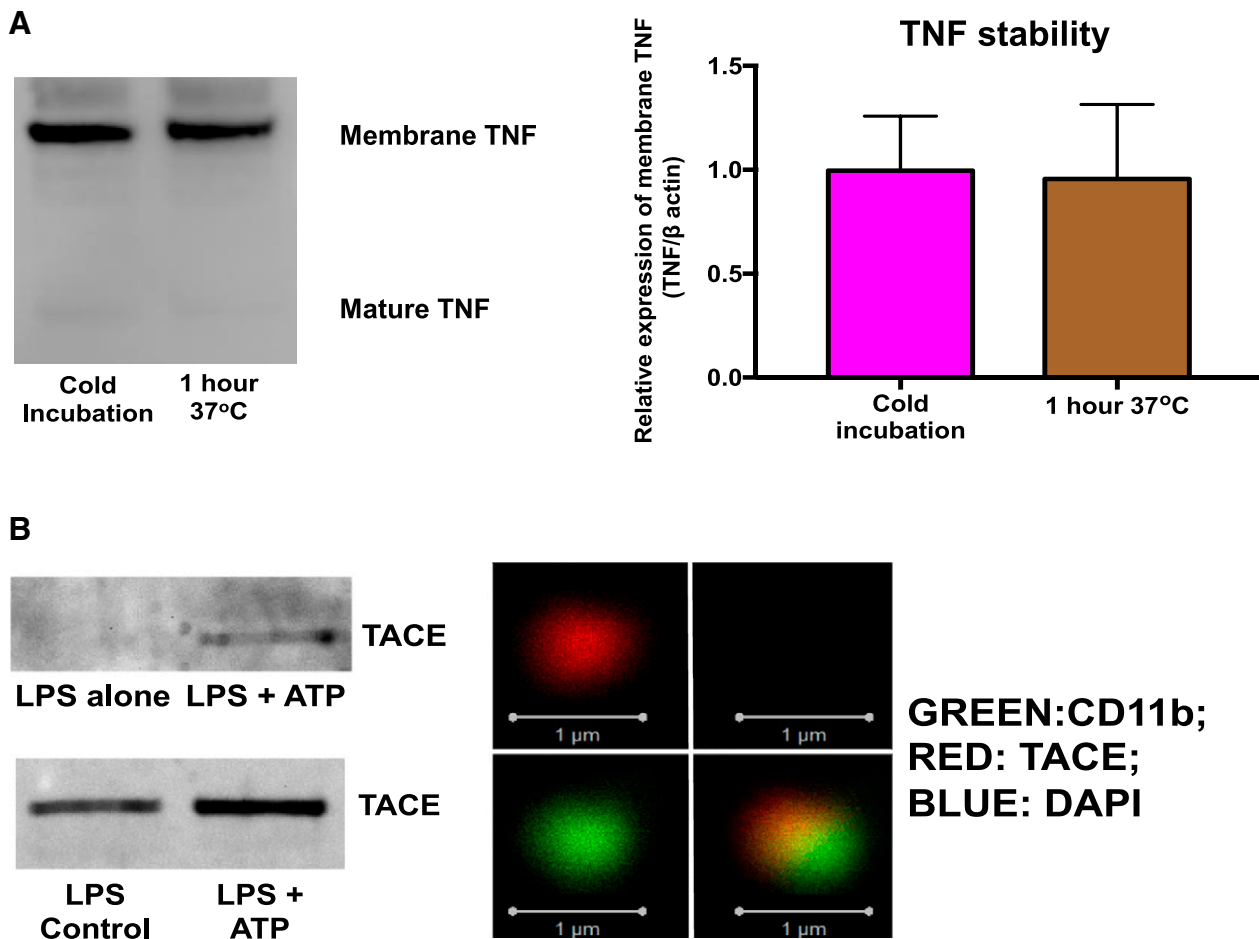 A
Membrane TNF
Mature TNF
Cold
Incubation
1 hour
37°C
TNF stability
Relative expression of membrane TNF
(TNF/β actin)
1.5
1.0
0.5
0.0
Cold
incubation
1 hour 37°C
B
TACE
LPS alone
LPS + ATP
TACE
LPS
Control
LPS +
ATP
1 µm
1 µm
1 µm
1 µm
GREEN:CD11b;
RED: TACE;
BLUE: DAPI